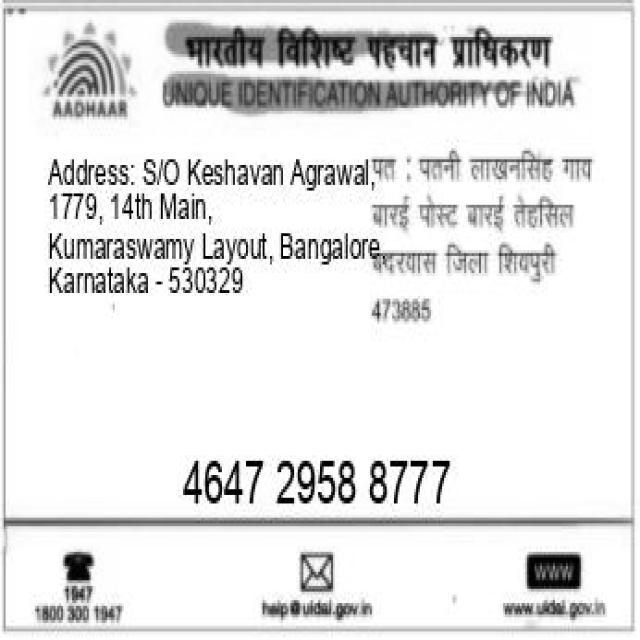 भारतीय विशिष्ट पहचान प्राधिकरण
AADHAAR
UNIQUE IDENTIFICATION AUTHORITY OF INDIA
Address: S/O Keshavan Agrawal,
1779, 14th Main,
Kumaraswamy Layout, Bangalore
Karnataka - 530329
पत : पतनी लाखनसिंह गाय
बारई पोस्ट बारई तेहसिल
बदरवास जिला शिवपुरी
473885
4647 2958 8777
1947
1800 300 1947
help@uidai.gov.in
WWW
www.uidai.gov.in